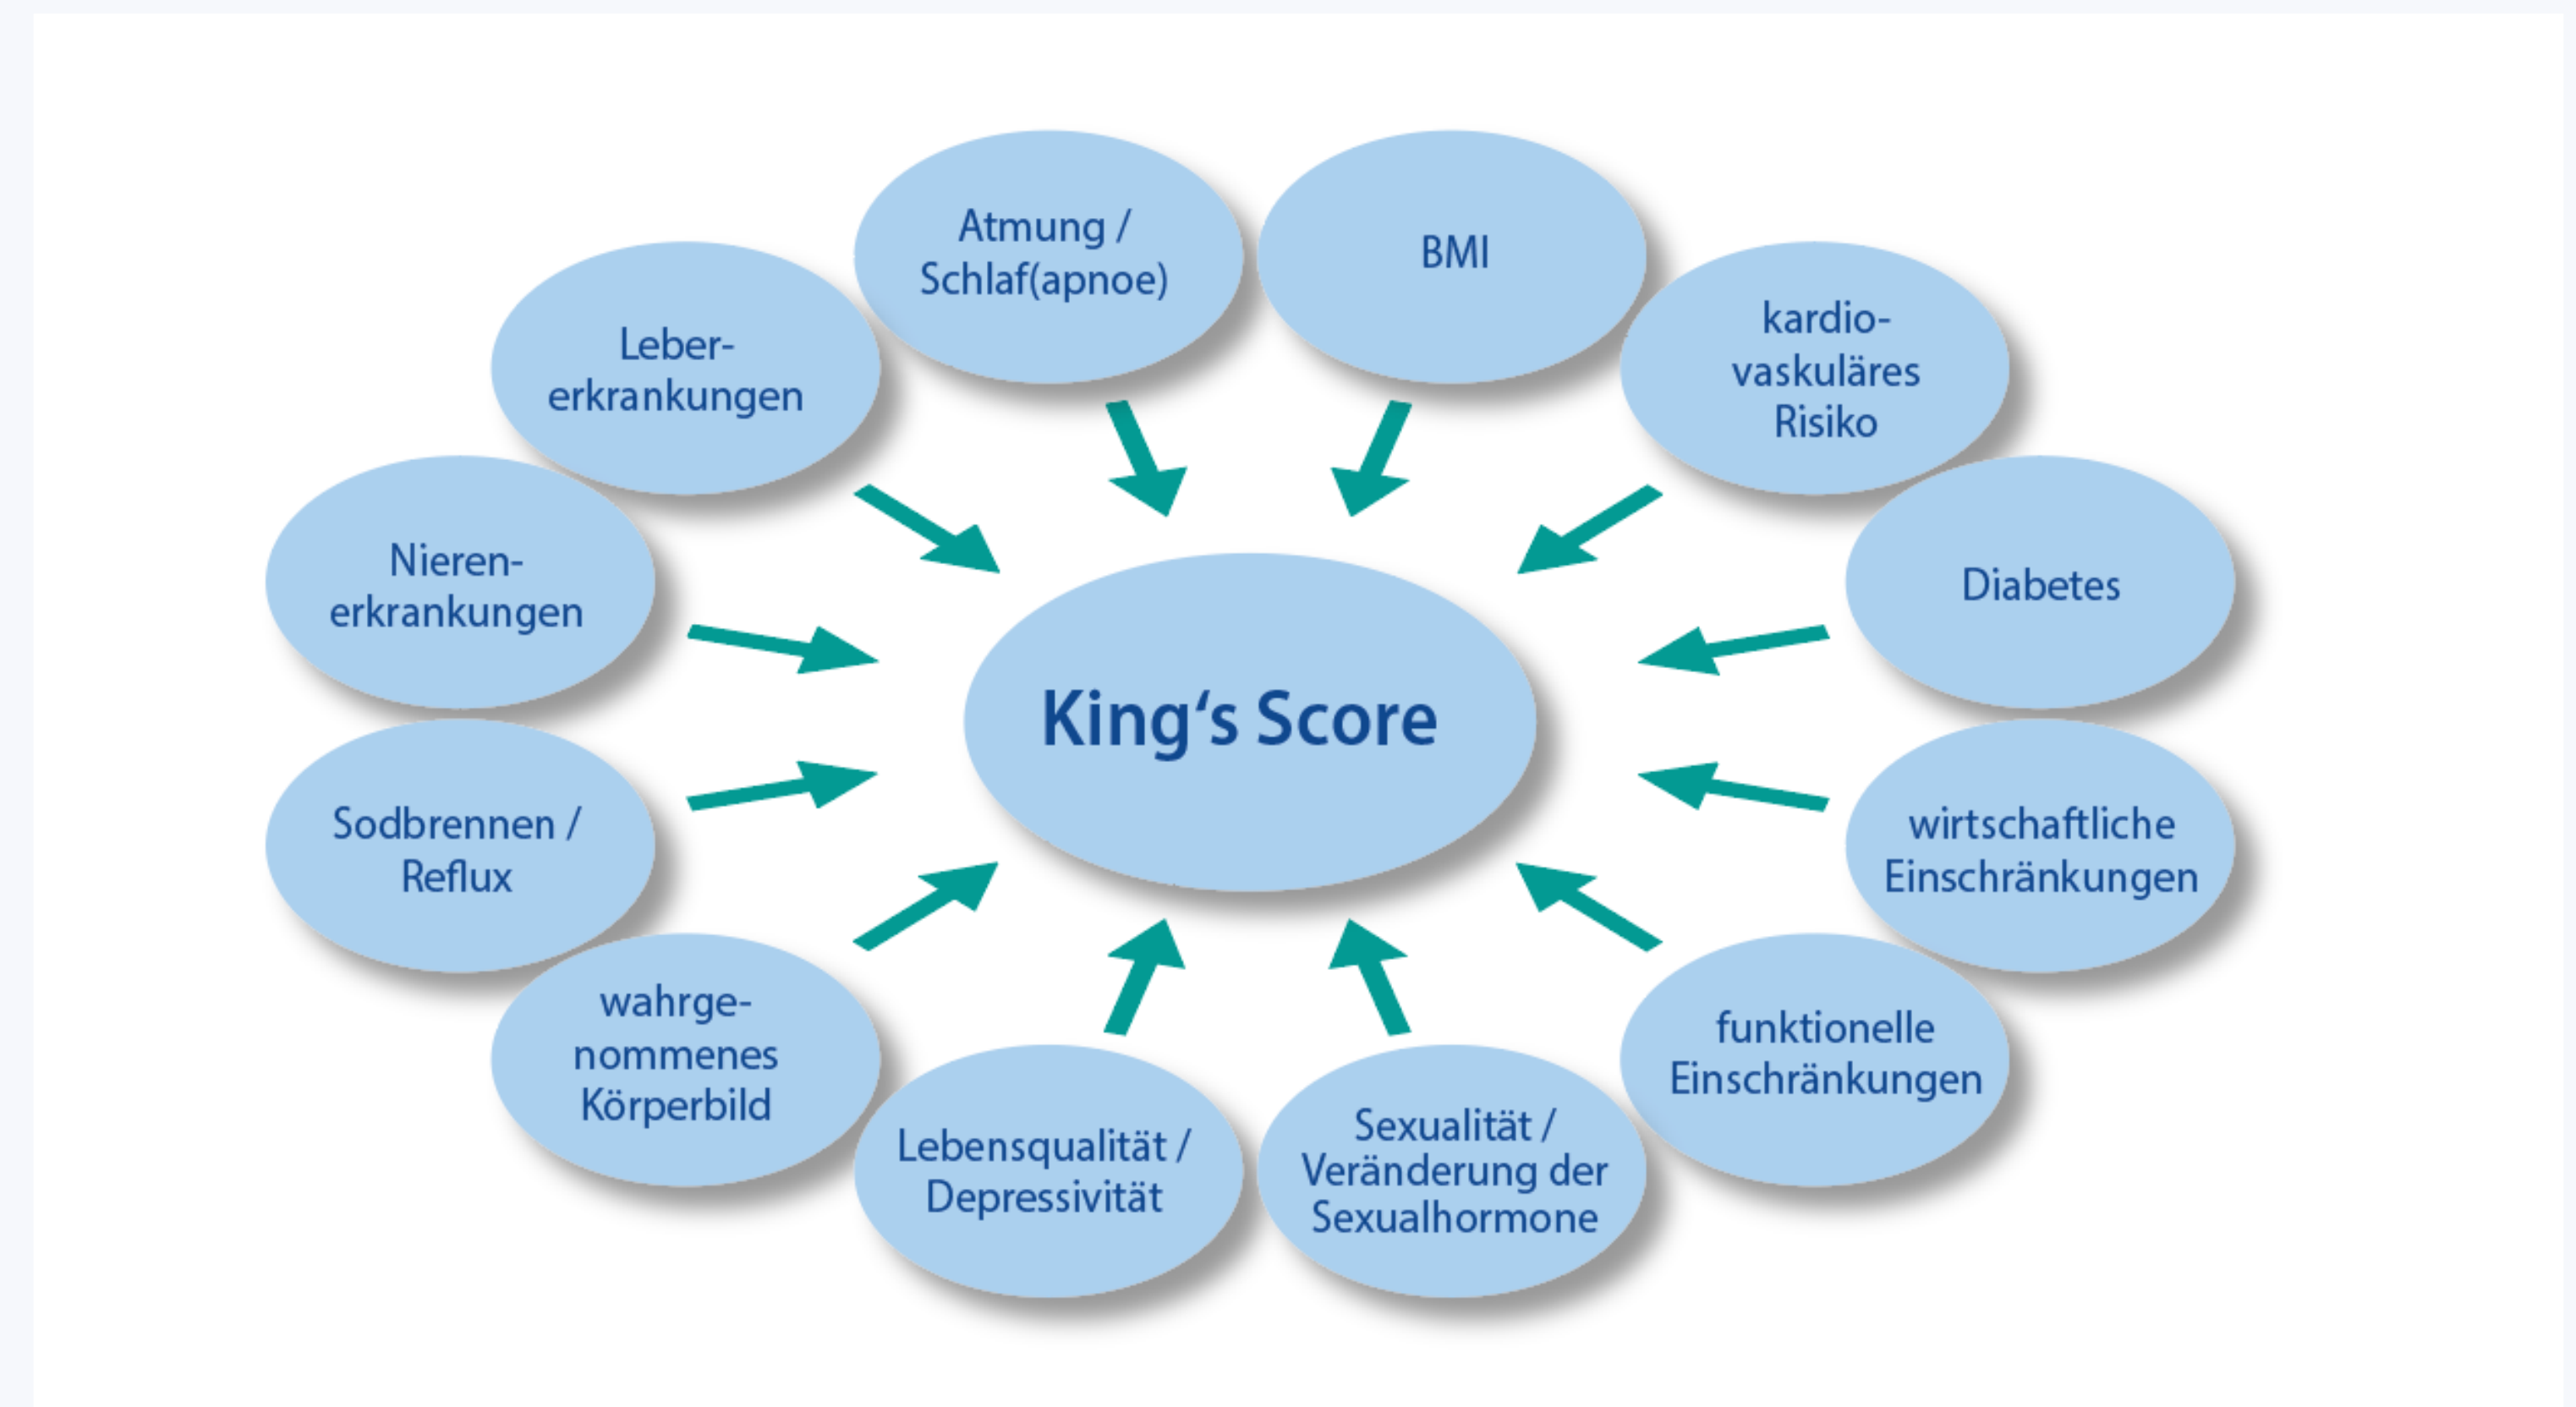 Atmung /
Schlaf(apnoe)
BMI
kardio-
vaskuläres
Risiko
Diabetes
wirtschaftliche
Einschränkungen
funktionelle
Einschränkungen
Sexualität /
Veränderung der
Sexualhormone
Lebensqualität /
Depressivität
wahrge-
nommenes
Körperbild
Sodbrennen /
Reflux
Nieren-
erkrankungen
Leber-
erkrankungen
King‘s Score